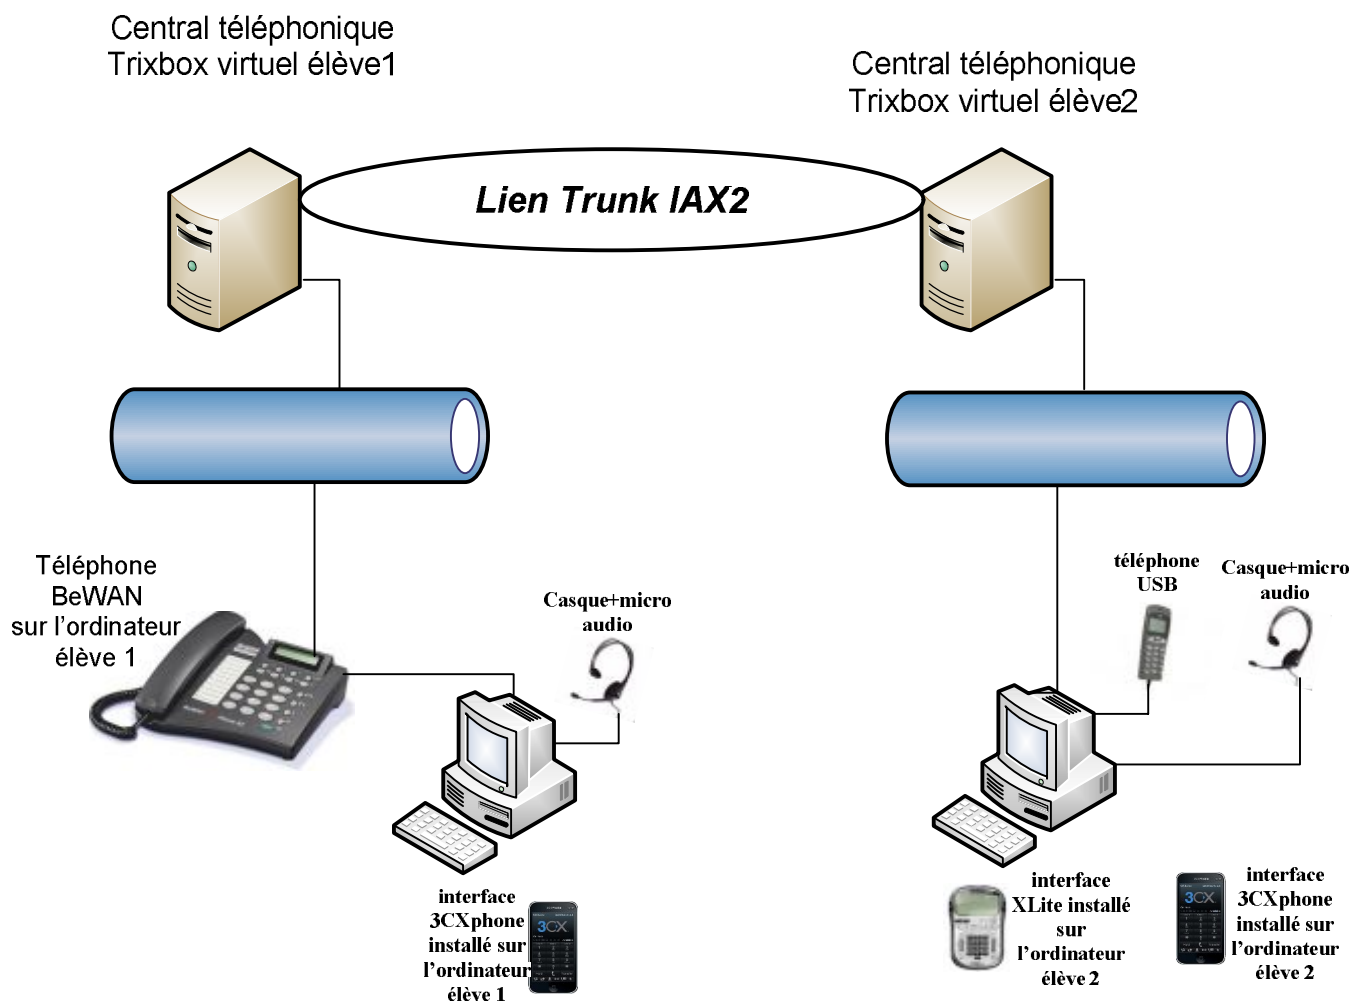 Central téléphonique
Trixbox virtuel élève1
Central téléphonique
Trixbox virtuel élève2
Lien Trunk IAX2
Téléphone
BeWAN
sur l'ordinateur
élève 1
Casque+micro
audio
téléphone
USB
Casque+micro
audio
interface
3CXphone
installé sur
l'ordinateur
élève 1
3CX
interface
XLite installé
sur
l'ordinateur
élève 2
3CX
interface
3CXphone
installé sur
l'ordinateur
élève 2